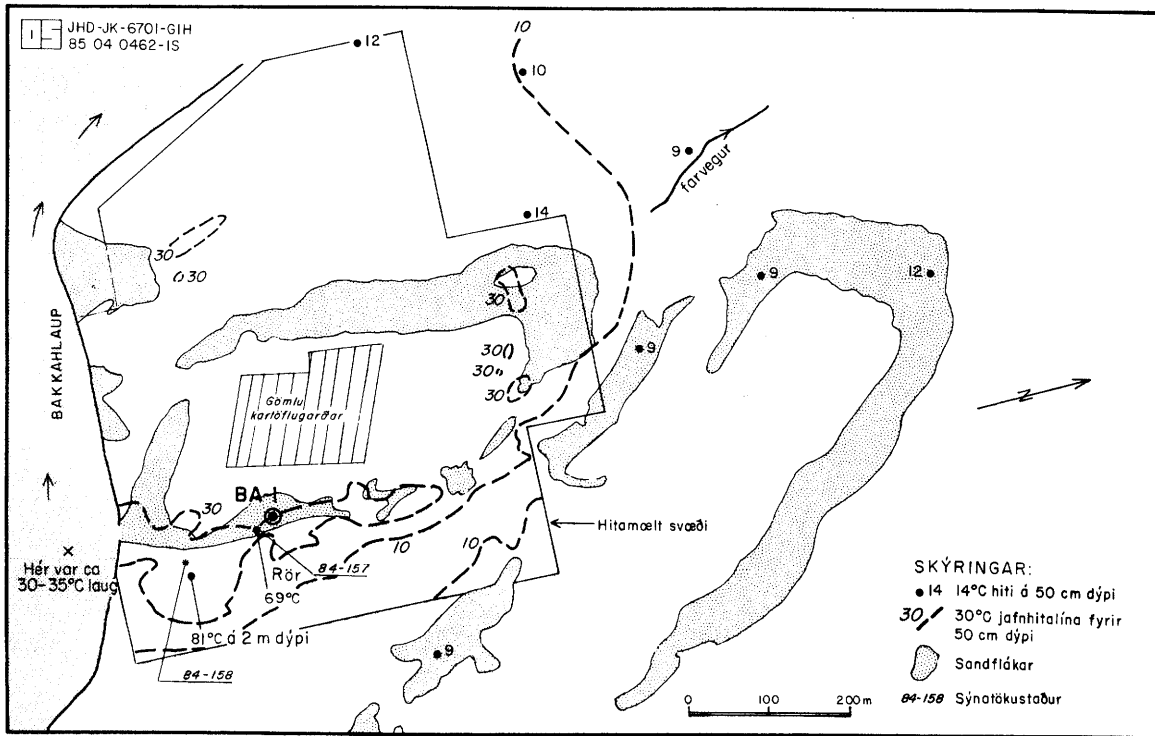 OS
JHD-JK-6701-GIH
85 04 0462-IS
12
10
10
9
farvegur
14
30
30
30
9
12
BAKKAHLAUP
30
30
30
9
Gömlu
kartöflugarðar
N
30
BA-1
10
10
Hitamælt svæði
Hér var ca
30-35°C laug
Rör
69°C
84-157
81°C á 2 m dýpi
84-158
9
SKÝRINGAR:
14 14°C hiti á 50 cm dýpi
30 30°C jafnhitalína fyrir
50 cm dýpi
Sandflákar
84-158 Sýnatökustaður
0 100 200 m